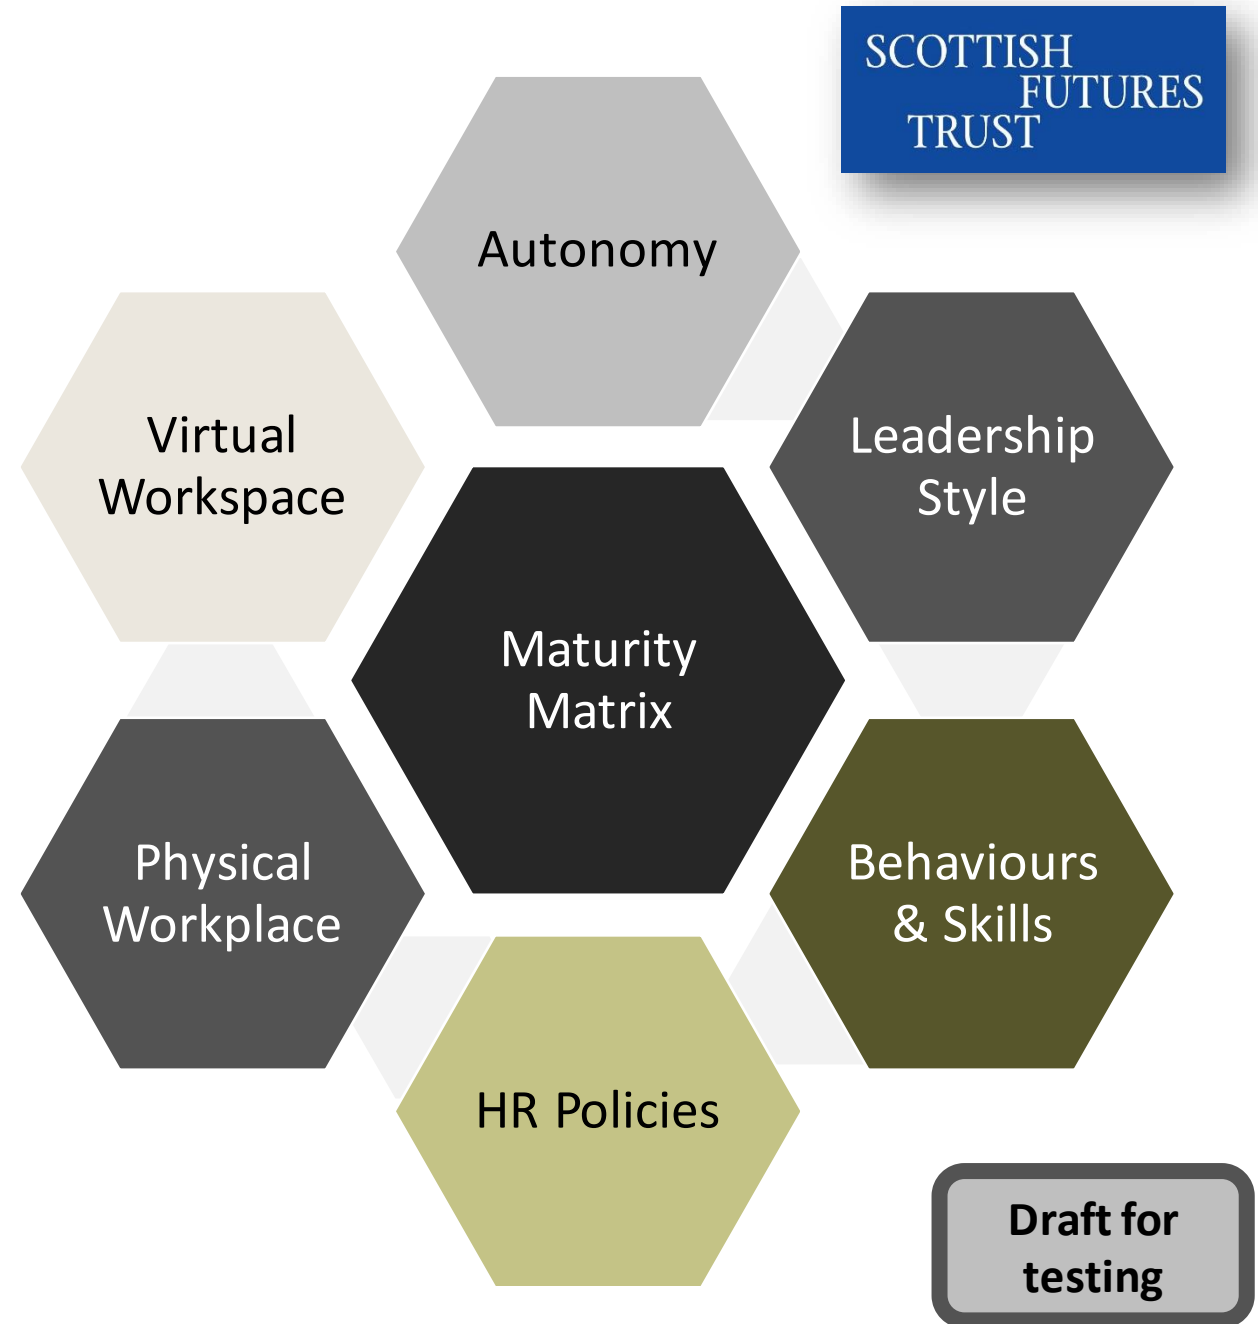 SCOTTISH
FUTURES
TRUST
Autonomy
Virtual
Workspace
Leadership
Style
Maturity
Matrix
Physical
Workplace
Behaviours
& Skills
HR Policies
Draft for
testing